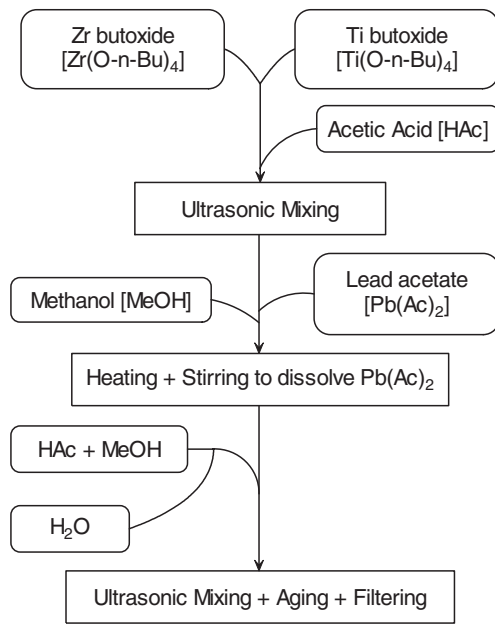 Zr butoxide
[Zr(O-n-Bu)₄]
Ti butoxide
[Ti(O-n-Bu)₄]
Acetic Acid [HAc]
Ultrasonic Mixing
Methanol [MeOH]
Lead acetate
[Pb(Ac)₂]
Heating + Stirring to dissolve Pb(Ac)₂
HAc + MeOH
H₂O
Ultrasonic Mixing + Aging + Filtering